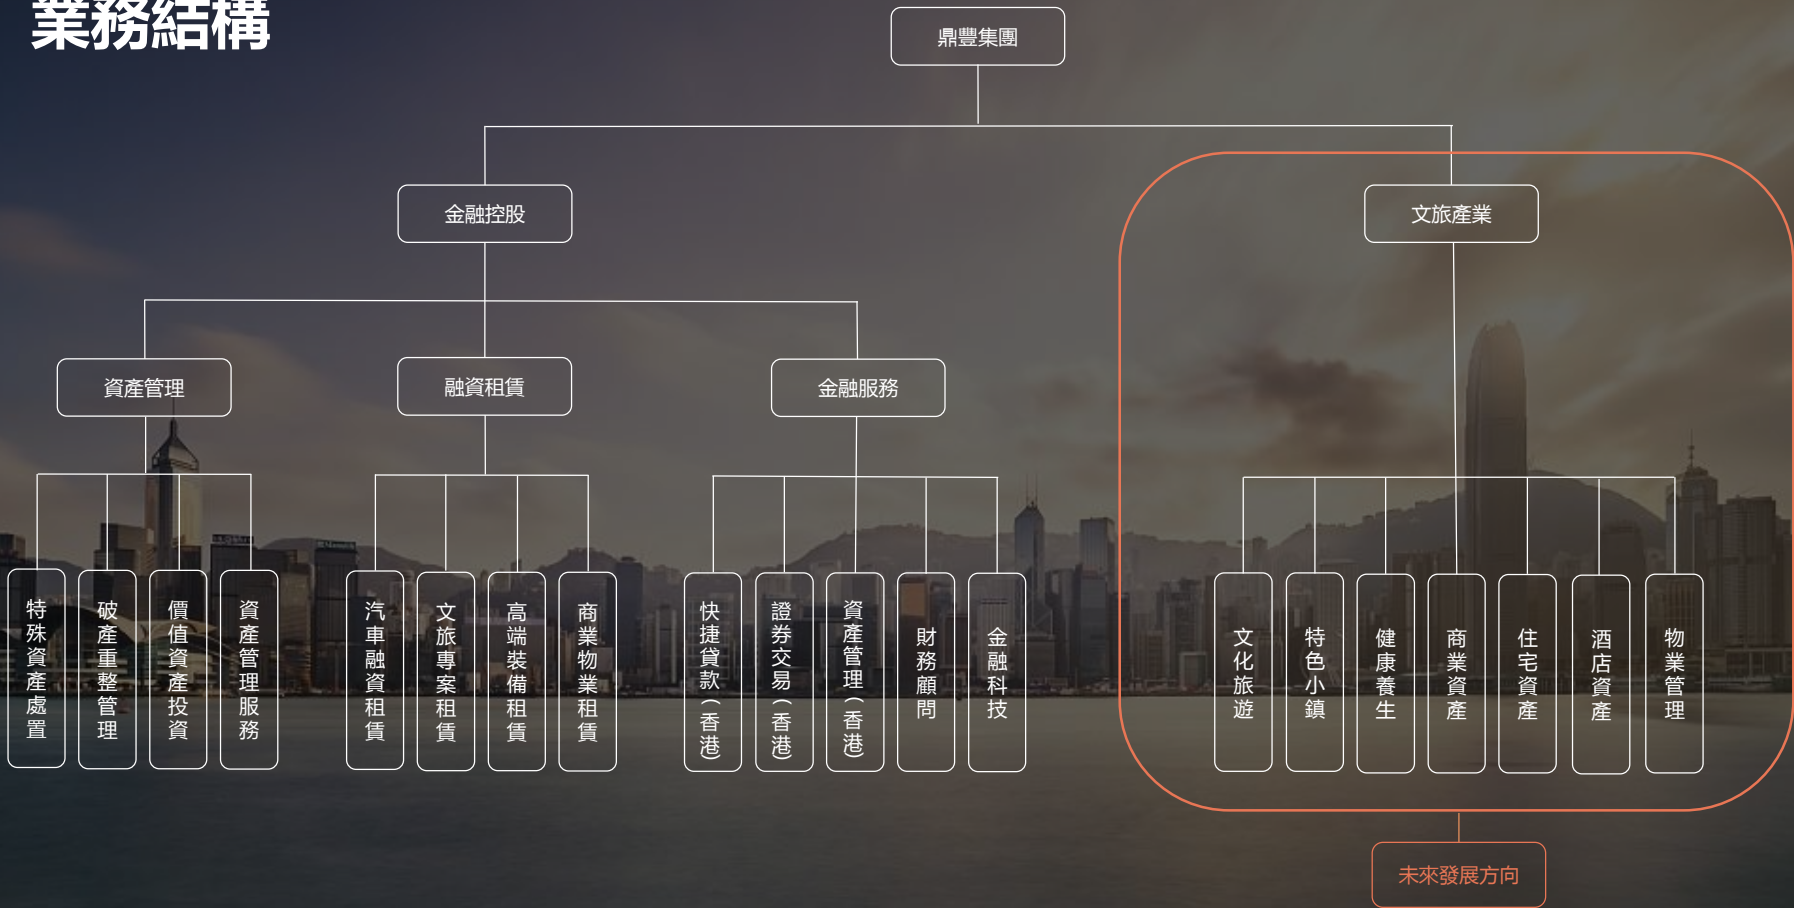 業務結構
鼎豐集團
金融控股
文旅產業
資產管理
融資租賃
金融服務
特殊資產處置
破產重整管理
價值資產投資
資產管理服務
汽車融資租賃
文旅專案租賃
高端裝備租賃
商業物業租賃
快捷貸款（香港）
證券交易（香港）
資產管理（香港）
財務顧問
金融科技
文化旅遊
特色小鎮
健康養生
商業資產
住宅資產
酒店資產
物業管理
未來發展方向